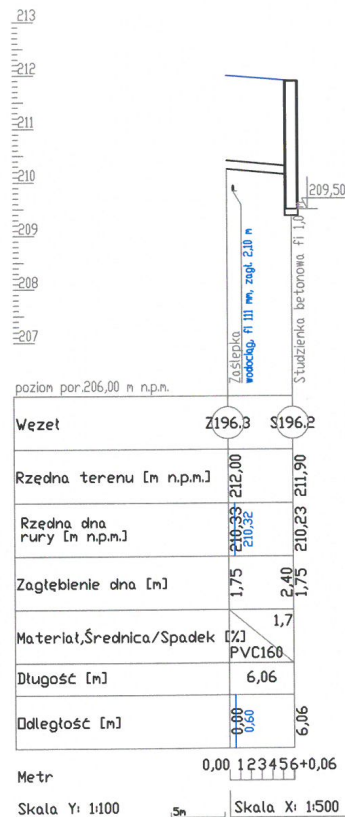 213
212
211
210
209
208
207
209,50
Zaślepka
wodociąg, fi 111 mm, zagł. 2,10 m
Studzienka betonowa fi 1,0
poziom por.206,00 m n.p.m.
Węzeł Z196.3 S196.2
Rzędna terenu [m n.p.m.] 212,00 211,90
Rzędna dna
rury [m n.p.m.] 210,33 210,32 210,23
Zagłębienie dna [m] 1,75 2,40 1,75
Materiał,Średnica/Spadek [%] 1,7
PVC160
Długość [m] 6,06
Odległość [m] 0,00 0,60 6,06
Metr 0,00 123456+0,06
Skala Y: 1:100 5m Skala X: 1:500